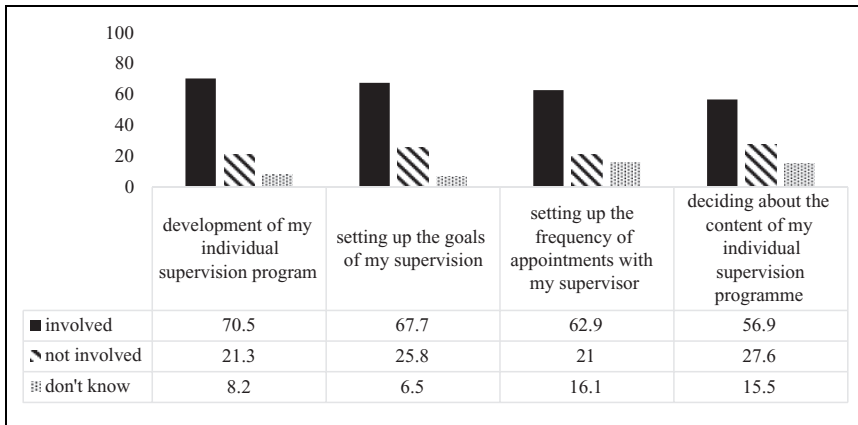 100
80
60
40
20
0
development of my
individual
supervision program
setting up the goals
of my supervision
setting up the
frequency of
appointments with
my supervisor
deciding about the
content of my
individual
supervision
programme
involved 70.5 67.7 62.9 56.9
not involved 21.3 25.8 21 27.6
don't know 8.2 6.5 16.1 15.5